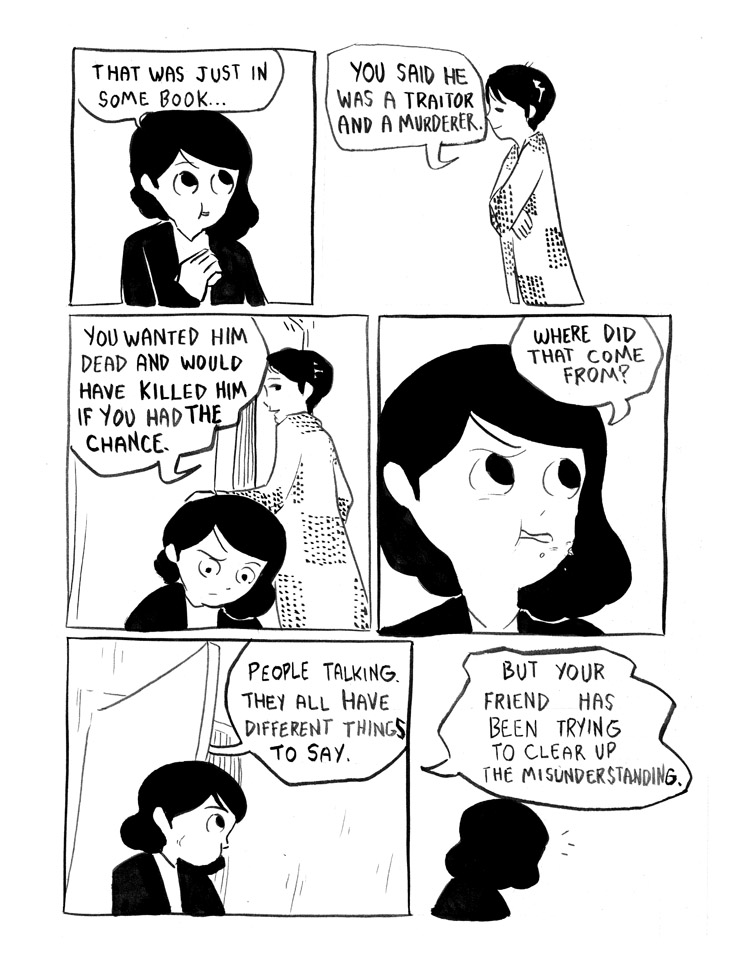 THAT WAS JUST IN
SOME BOOK...
YOU SAID HE
WAS A TRAITOR
AND A MURDERER.
YOU WANTED HIM
DEAD AND WOULD
HAVE KILLED HIM
IF YOU HAD THE
CHANCE.
WHERE DID
THAT COME
FROM?
PEOPLE TALKING.
THEY ALL HAVE
DIFFERENT THINGS
TO SAY.
BUT YOUR
FRIEND HAS
BEEN TRYING
TO CLEAR UP
THE MISUNDERSTANDING.